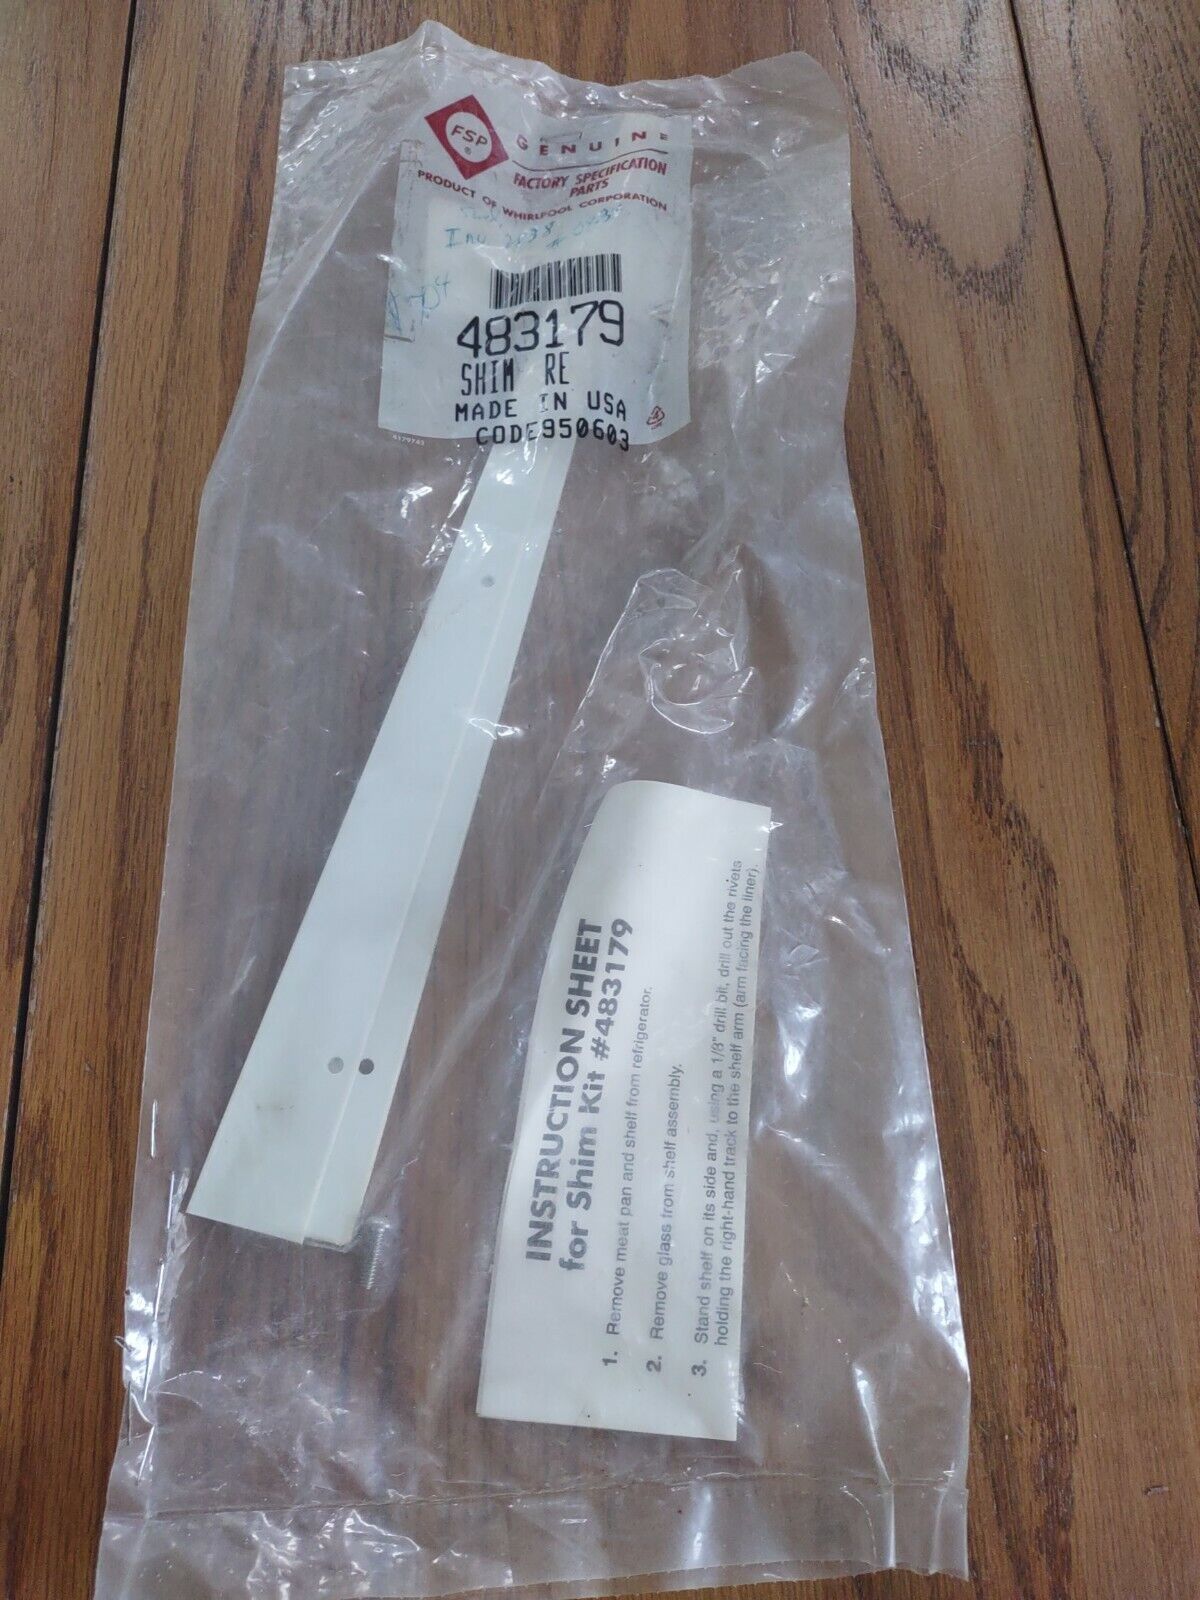 FSP
®
GENUINE
FACTORY SPECIFICATION
PARTS
PRODUCT OF WHIRLPOOL CORPORATION
Inv
483179
SHIM RE
MADE IN USA
CODE950603
4179743
INSTRUCTION SHEET
for Shim Kit #483179
1. Remove meat pan and shelf from refrigerator.
2. Remove glass from shelf assembly.
3. Stand shelf on its side and, using a 1/8" drill bit, drill out the rivets
holding the right-hand track to the shelf arm (arm facing the liner).